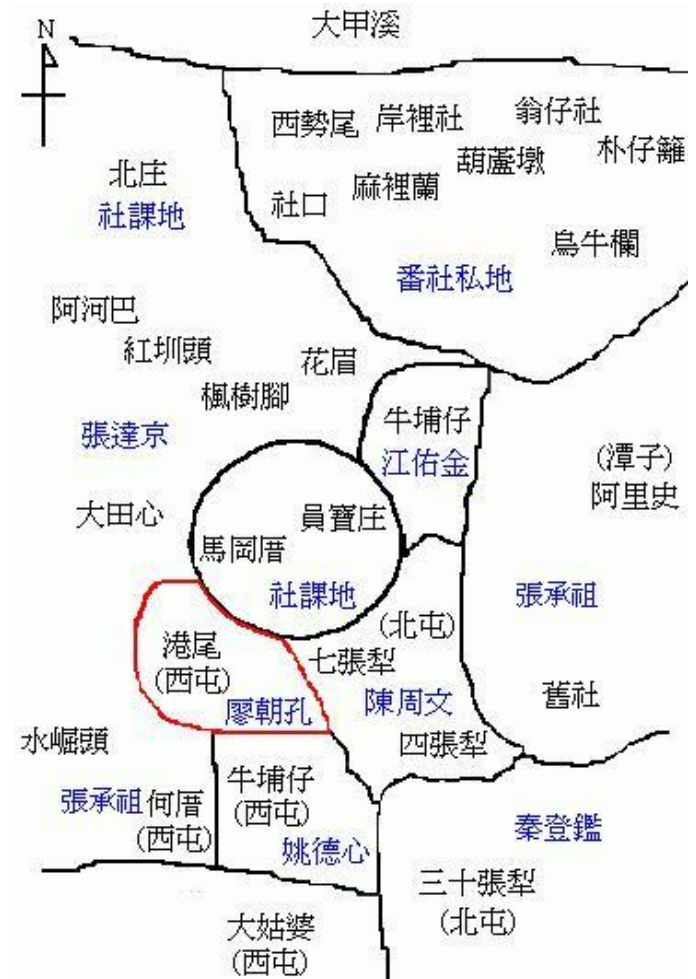 大甲溪
N
西勢尾
岸裡社
翁仔社
朴仔籬
葫蘆墩
麻裡蘭
社口
烏牛欄
番社私地
北庄
社課地
阿河巴
紅圳頭
花眉
楓樹腳
張達京
牛埔仔
江佑金
(潭子)
阿里史
大田心
員寶庄
馬岡厝
社課地
張承祖
(北屯)
七張犁
陳周文
四張犁
舊社
港尾
(西屯)
廖朝孔
水崛頭
張承祖
何厝
(西屯)
牛埔仔
(西屯)
姚德心
秦登鑑
三十張犁
(北屯)
大姑婆
(西屯)